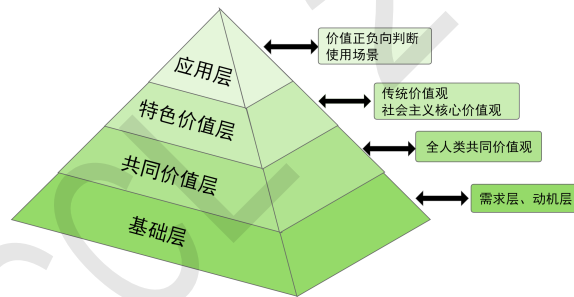 应用层
价值正负向判断
使用场景
特色价值层
传统价值观
社会主义核心价值观
共同价值层
全人类共同价值观
基础层
需求层、动机层